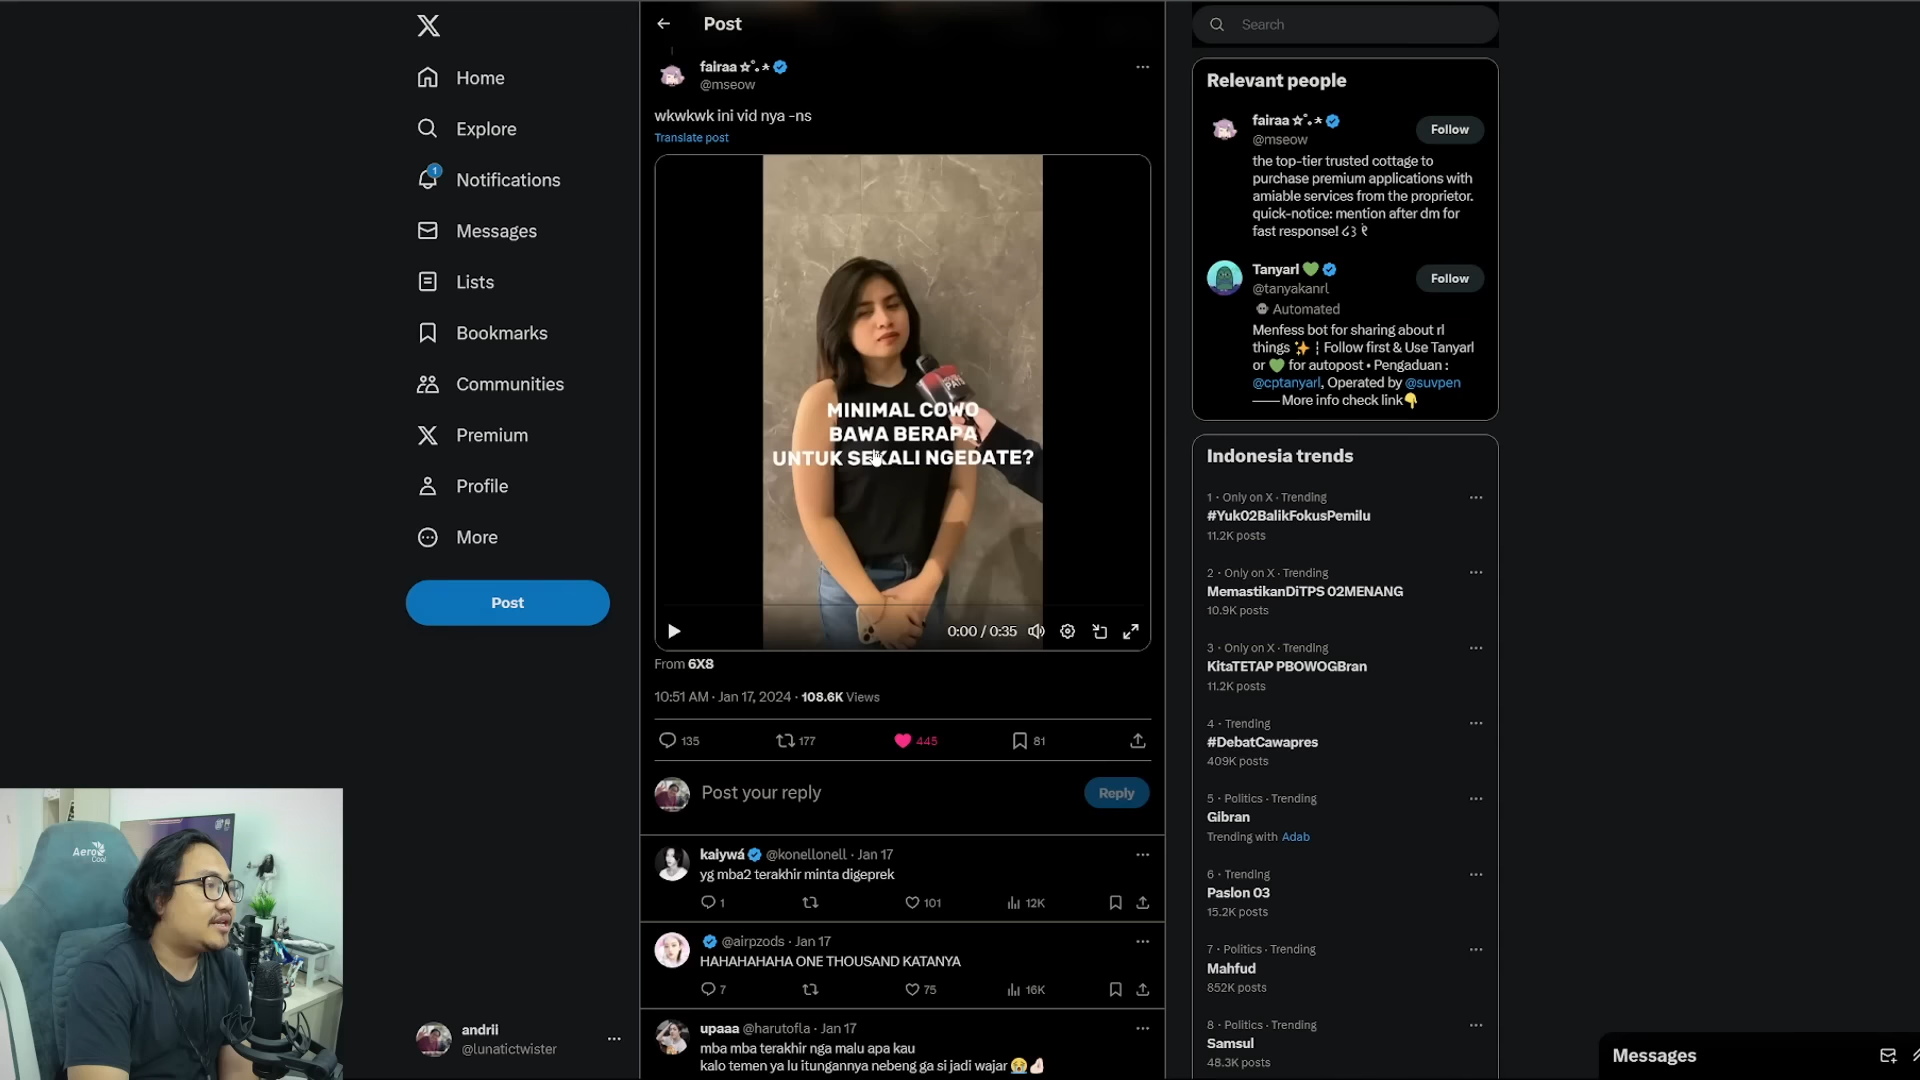 Home
Explore
1
Notifications
Messages
Lists
Bookmarks
Communities
Premium
Profile
More
Post
andrii
@lunatictwister
Post
fairaa
@mseow
wkwkwk ini vid nya -ns
Translate post
MINIMAL COWO
BAWA BERAPA
UNTUK SEKALI NGEDATE?
0:00 / 0:35
From 6X8
10:51 AM · Jan 17, 2024 · 108.6K Views
135
177
445
81
Post your reply
Reply
kaiywá @konellonell · Jan 17
yg mba2 terakhir minta digeprek
1
101
12K
@airpzods · Jan 17
HAHAHAHAHA ONE THOUSAND KATANYA
7
75
16K
upaaa @harutofla · Jan 17
mba mba terakhir nga malu apa kau
kalo temen ya lu itungannya nebeng ga si jadi wajar 😭🤌🏻
Search
Relevant people
fairaa
@mseow
Follow
the top-tier trusted cottage to
purchase premium applications with
amiable services from the proprietor.
quick-notice: mention after dm for
fast response!
Tanyarl 💚
@tanyakanrl
Follow
Automated
Menfess bot for sharing about rl
things ✨ ¦ Follow first & Use Tanyarl
or 💚 for autopost • Pengaduan :
@cptanyarl, Operated by @suvpen
—— More info check link👇
Indonesia trends
1 · Only on X · Trending
#Yuk02BalikFokusPemilu
11.2K posts
2 · Only on X · Trending
MemastikanDiTPS 02MENANG
10.9K posts
3 · Only on X · Trending
KitaTETAP PBOWOGBran
11.2K posts
4 · Trending
#DebatCawapres
409K posts
5 · Politics · Trending
Gibran
Trending with Adab
6 · Trending
Paslon 03
15.2K posts
7 · Politics · Trending
Mahfud
852K posts
8 · Politics · Trending
Samsul
48.3K posts
Messages
Aero
Cool